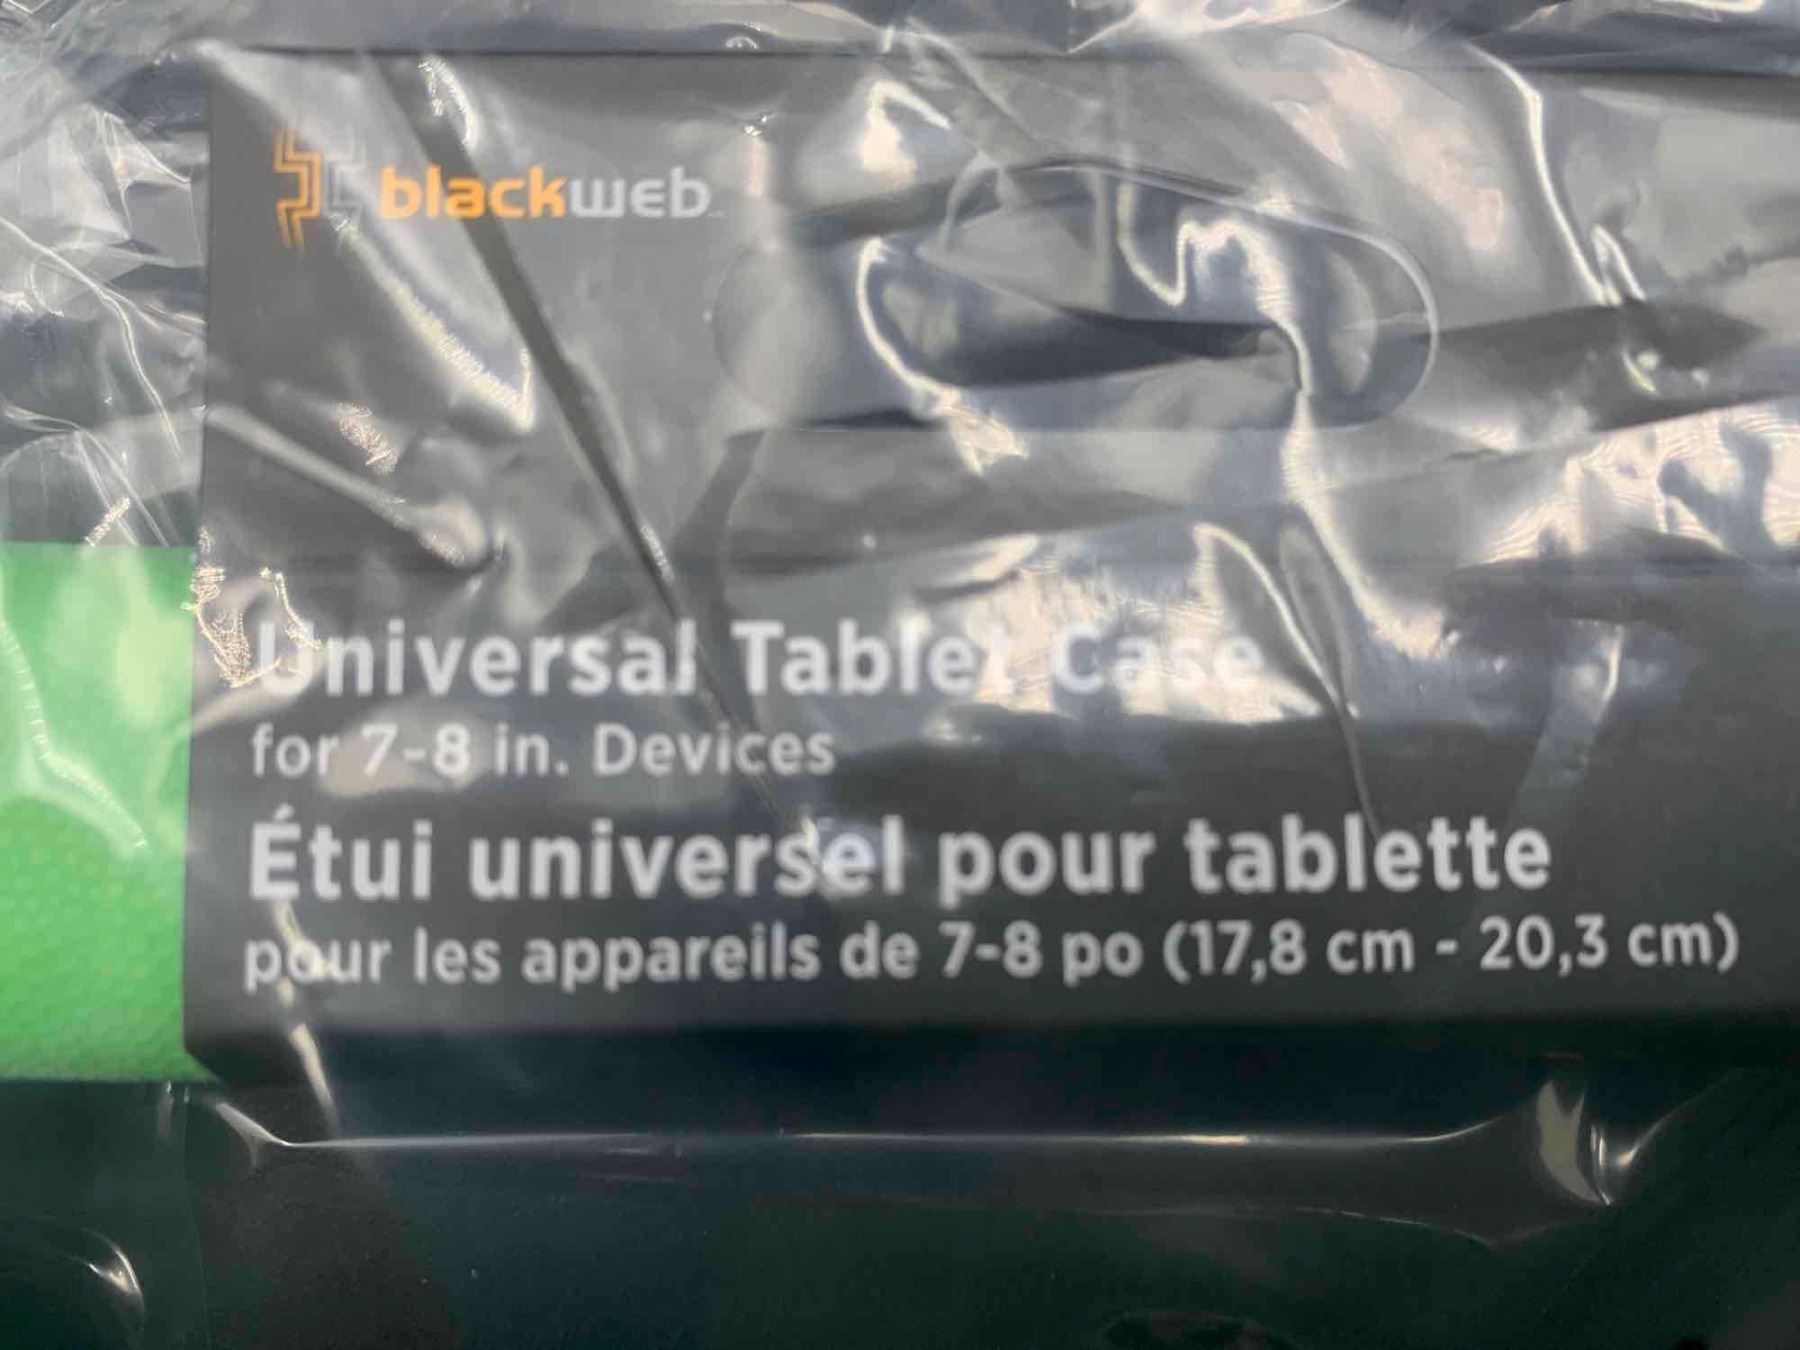 blackweb
Universal Tablet Case
for 7-8 in. Devices
Étui universel pour tablette
pour les appareils de 7-8 po (17,8 cm - 20,3 cm)